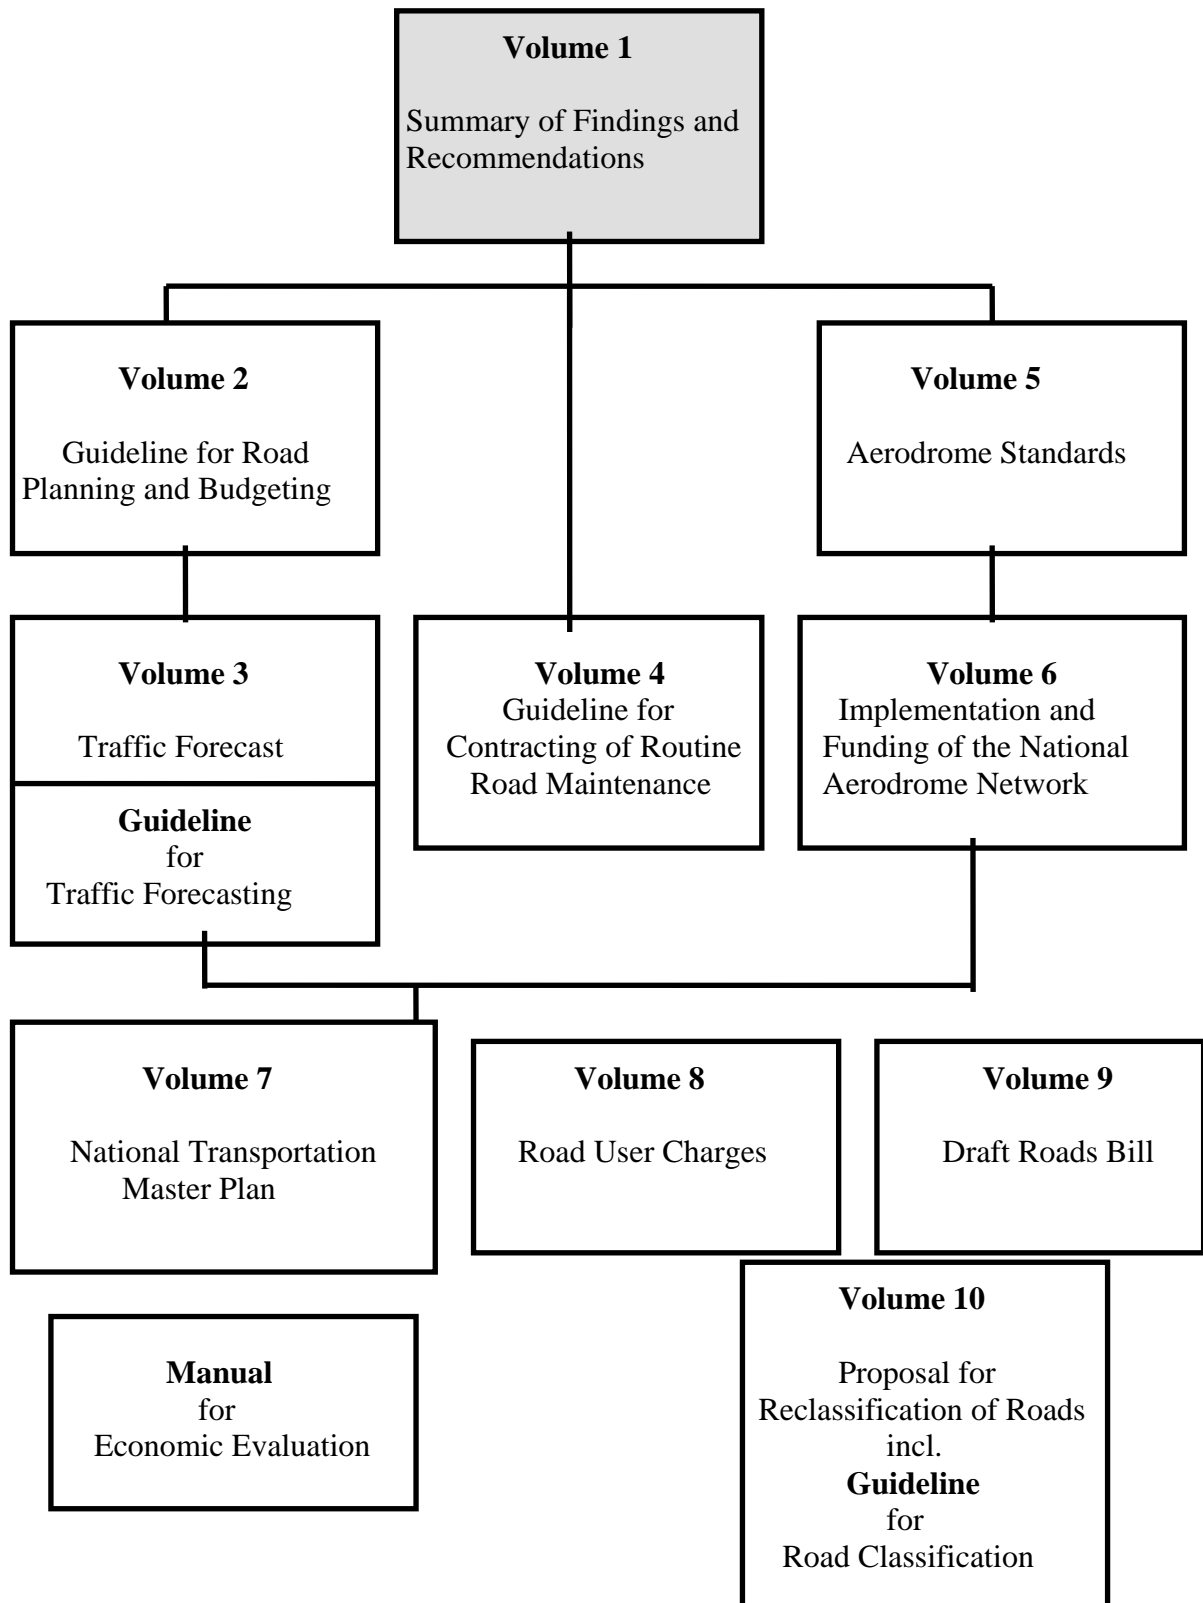 Volume 1
Summary of Findings and
Recommendations
Volume 2
Guideline for Road
Planning and Budgeting
Volume 5
Aerodrome Standards
Volume 3
Traffic Forecast
Guideline
for
Traffic Forecasting
Volume 4
Guideline for
Contracting of Routine
Road Maintenance
Volume 6
Implementation and
Funding of the National
Aerodrome Network
Volume 7
National Transportation
Master Plan
Volume 8
Road User Charges
Volume 9
Draft Roads Bill
Manual
for
Economic Evaluation
Volume 10
Proposal for
Reclassification of Roads
incl.
Guideline
for
Road Classification